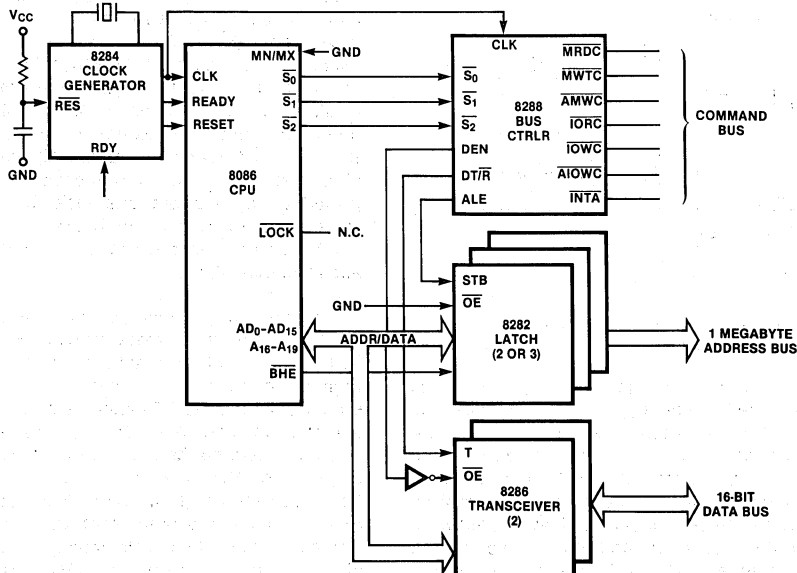 VCC
8284
CLOCK
GENERATOR
RES
RDY
GND
CLK
READY
RESET
MN/MX
GND
S0
S1
S2
8086
CPU
LOCK
N.C.
AD0-AD15
A16-A19
BHE
ADDR/DATA
CLK
S0
S1
S2
DEN
DT/R
ALE
8288
BUS
CTRLR
MRDC
MWTC
AMWC
IORC
IOWC
AIOWC
INTA
COMMAND
BUS
STB
GND
OE
8282
LATCH
(2 OR 3)
1 MEGABYTE
ADDRESS BUS
T
OE
8286
TRANSCEIVER
(2)
16-BIT
DATA BUS